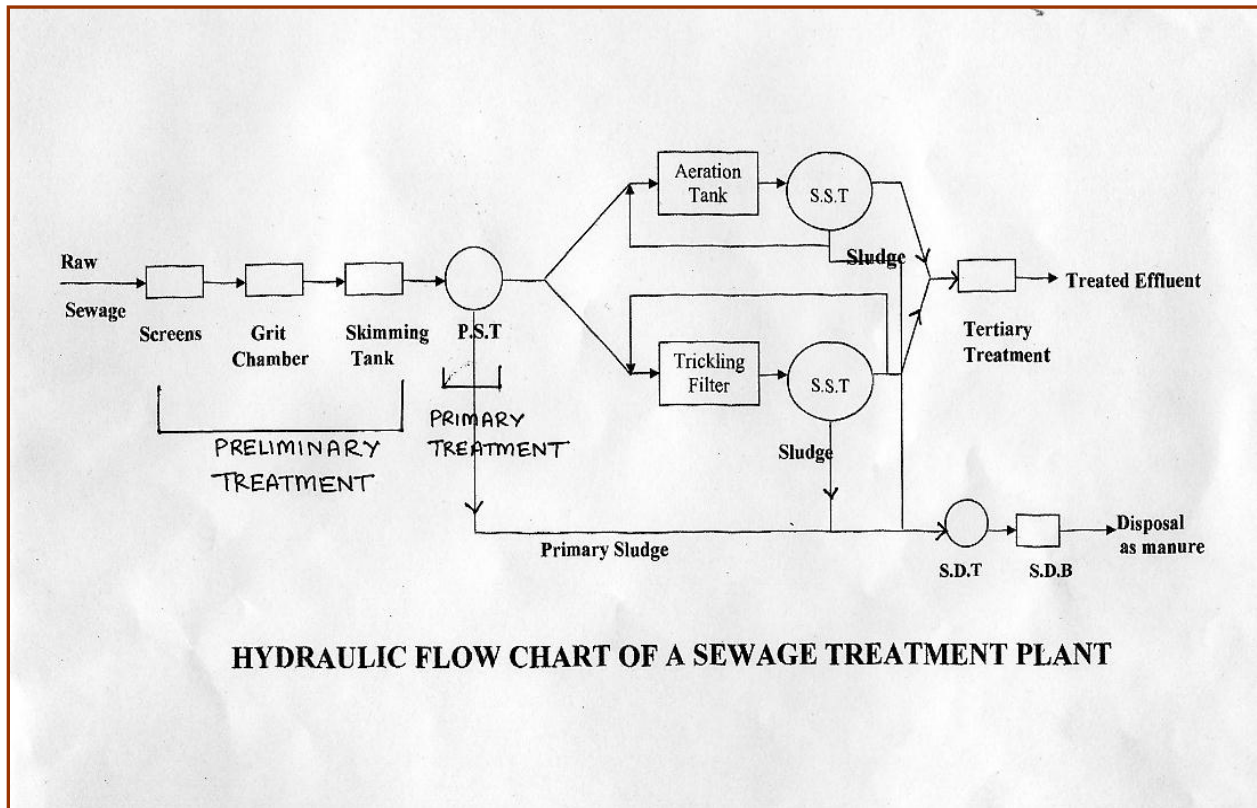 Raw
Sewage
Screens
Grit
Chamber
Skimming
Tank
P.S.T
PRELIMINARY
TREATMENT
PRIMARY
TREATMENT
Aeration
Tank
S.S.T
Sludge
Trickling
Filter
S.S.T
Sludge
Tertiary
Treatment
Treated Effluent
Primary Sludge
S.D.T
S.D.B
Disposal
as manure
HYDRAULIC FLOW CHART OF A SEWAGE TREATMENT PLANT